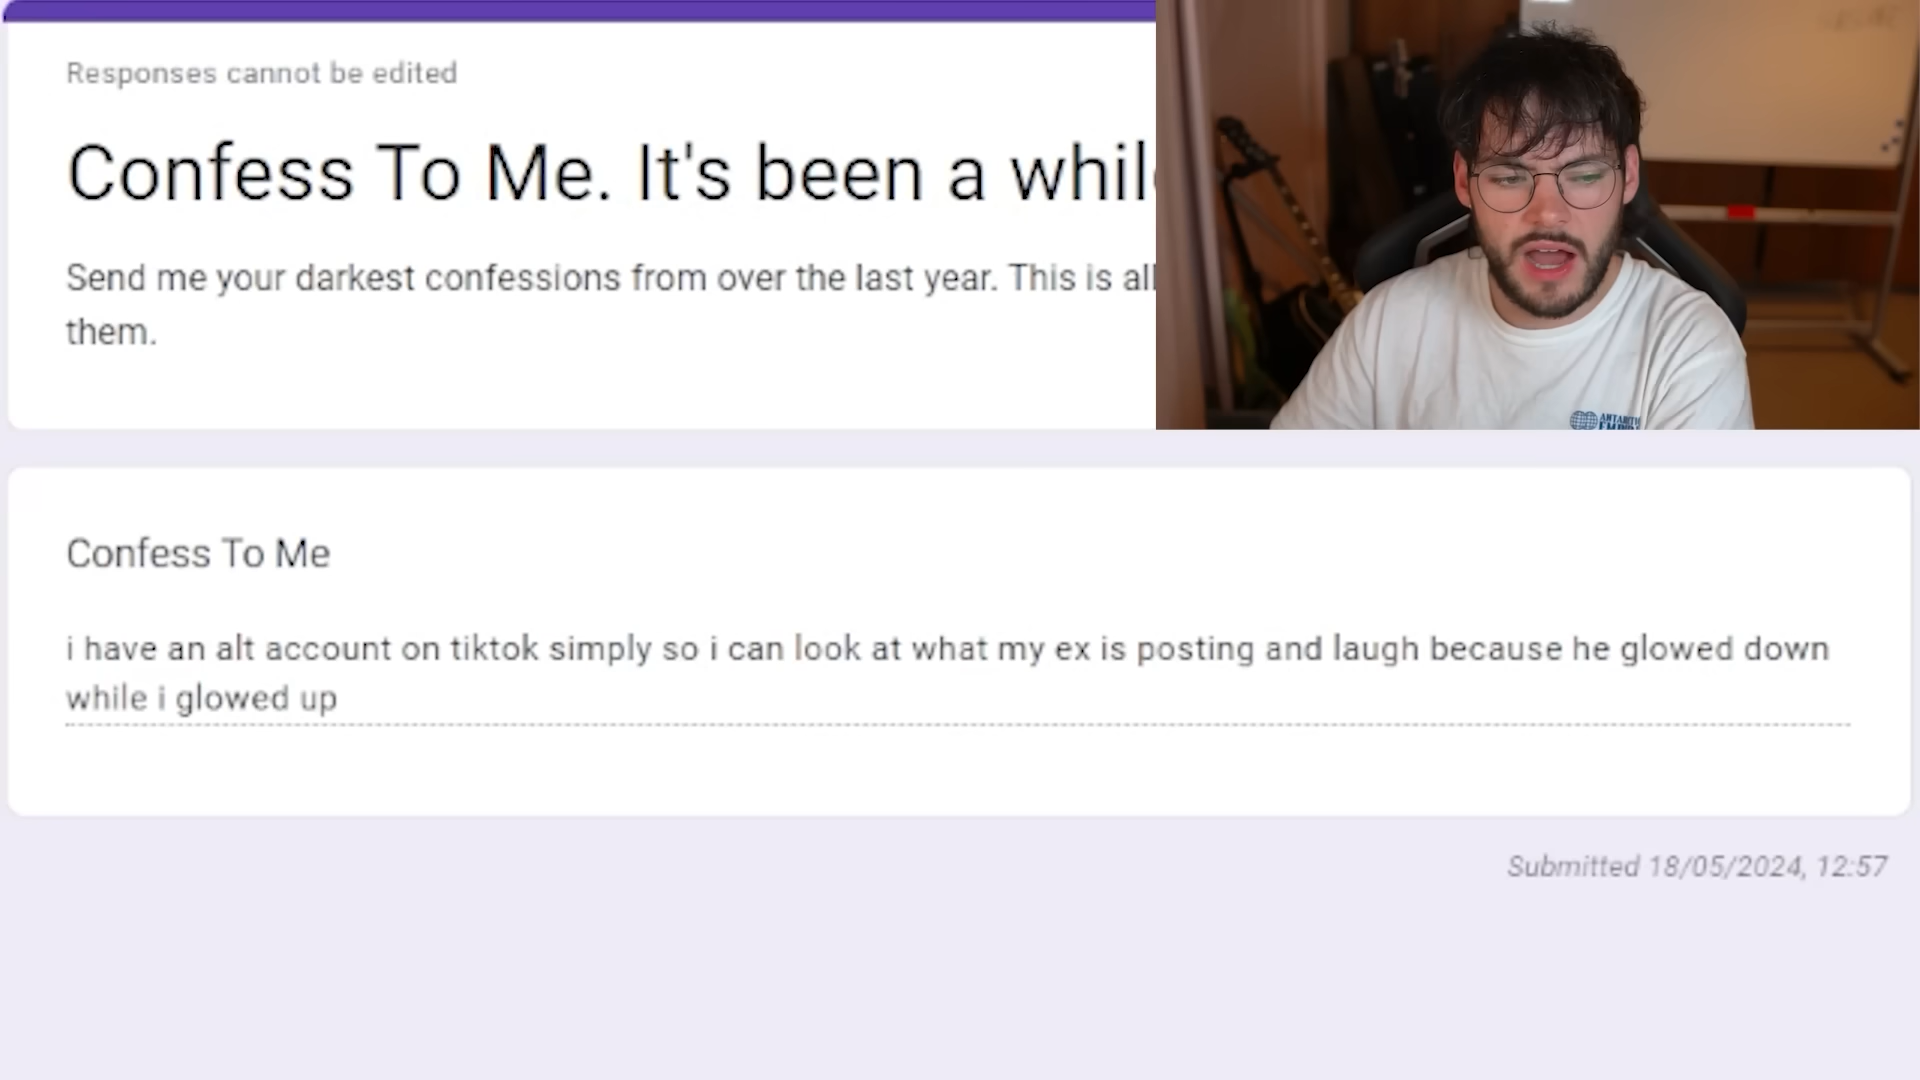 Responses cannot be edited
Confess To Me. It's been a whil
Send me your darkest confessions from over the last year. This is all
them.
Confess To Me
i have an alt account on tiktok simply so i can look at what my ex is posting and laugh because he glowed down
while i glowed up
Submitted 18/05/2024, 12:57